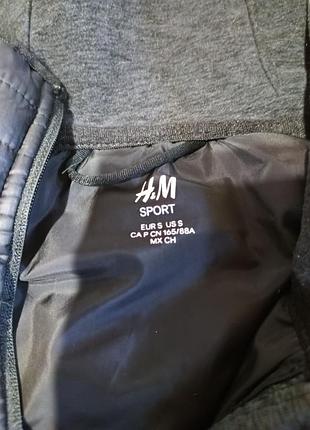 H&M
SPORT
EUR S US S
CA P CN 165/88A
MX CH